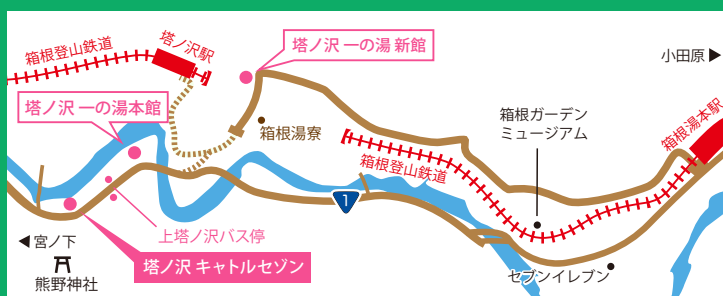 箱根登山鉄道
塔ノ沢駅
塔ノ沢 一の湯 新館
小田原 ▶
塔ノ沢 一の湯本館
箱根湯寮
箱根ガーデン
ミュージアム
箱根湯本駅
箱根登山鉄道
1
上塔ノ沢バス停
◀ 宮ノ下
塔ノ沢 キャトルセゾン
熊野神社
セブンイレブン